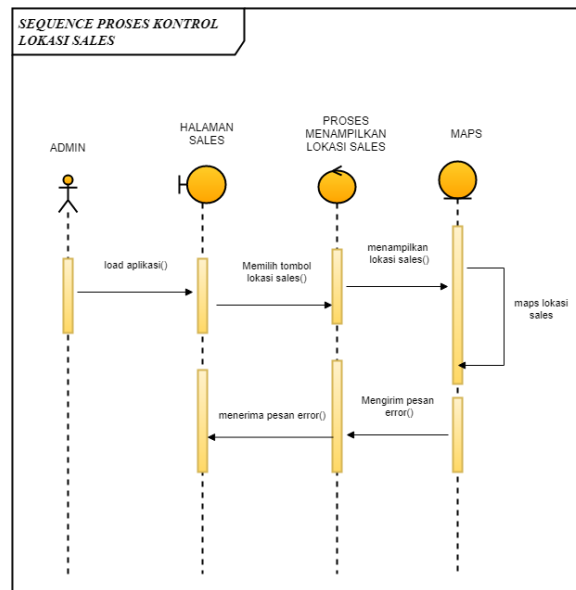 SEQUENCE PROSES KONTROL
LOKASI SALES
ADMIN
HALAMAN
SALES
PROSES
MENAMPILKAN
LOKASI SALES
MAPS
load aplikasi()
Memilih tombol
lokasi sales()
menampilkan
lokasi sales()
maps lokasi
sales
Mengirim pesan
error()
menerima pesan error()